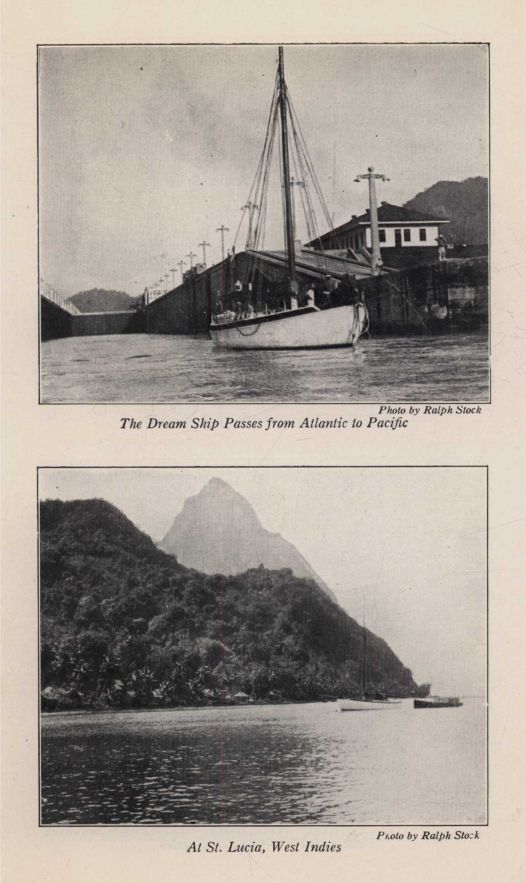 Photo by Ralph Stock
The Dream Ship Passes from Atlantic to Pacific
Photo by Ralph Stock
At St. Lucia, West Indies